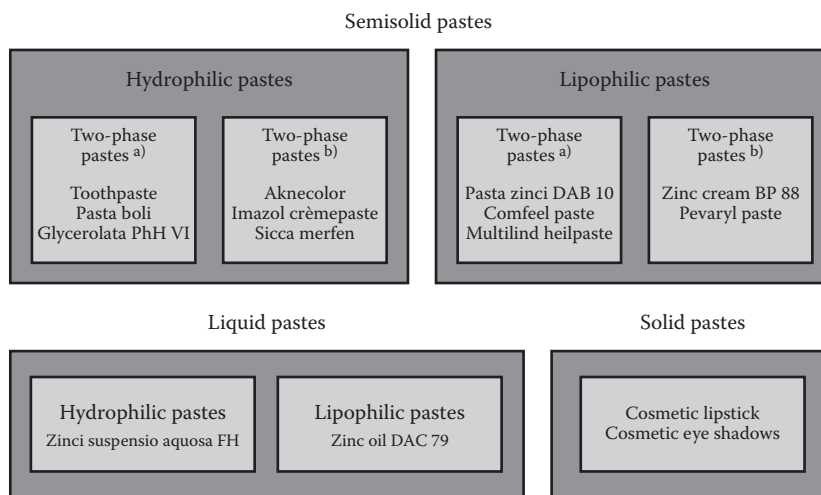 Semisolid pastes
Hydrophilic pastes
Two-phase
pastes a)
Toothpaste
Pasta boli
Glycerolata PhH VI
Two-phase
pastes b)
Aknecolor
Imazol crèmepaste
Sicca merfen
Lipophilic pastes
Two-phase
pastes a)
Pasta zinci DAB 10
Comfeel paste
Multilind heilpaste
Two-phase
pastes b)
Zinc cream BP 88
Pevaryl paste
Liquid pastes
Hydrophilic pastes
Zinci suspensio aquosa FH
Lipophilic pastes
Zinc oil DAC 79
Solid pastes
Cosmetic lipstick
Cosmetic eye shadows